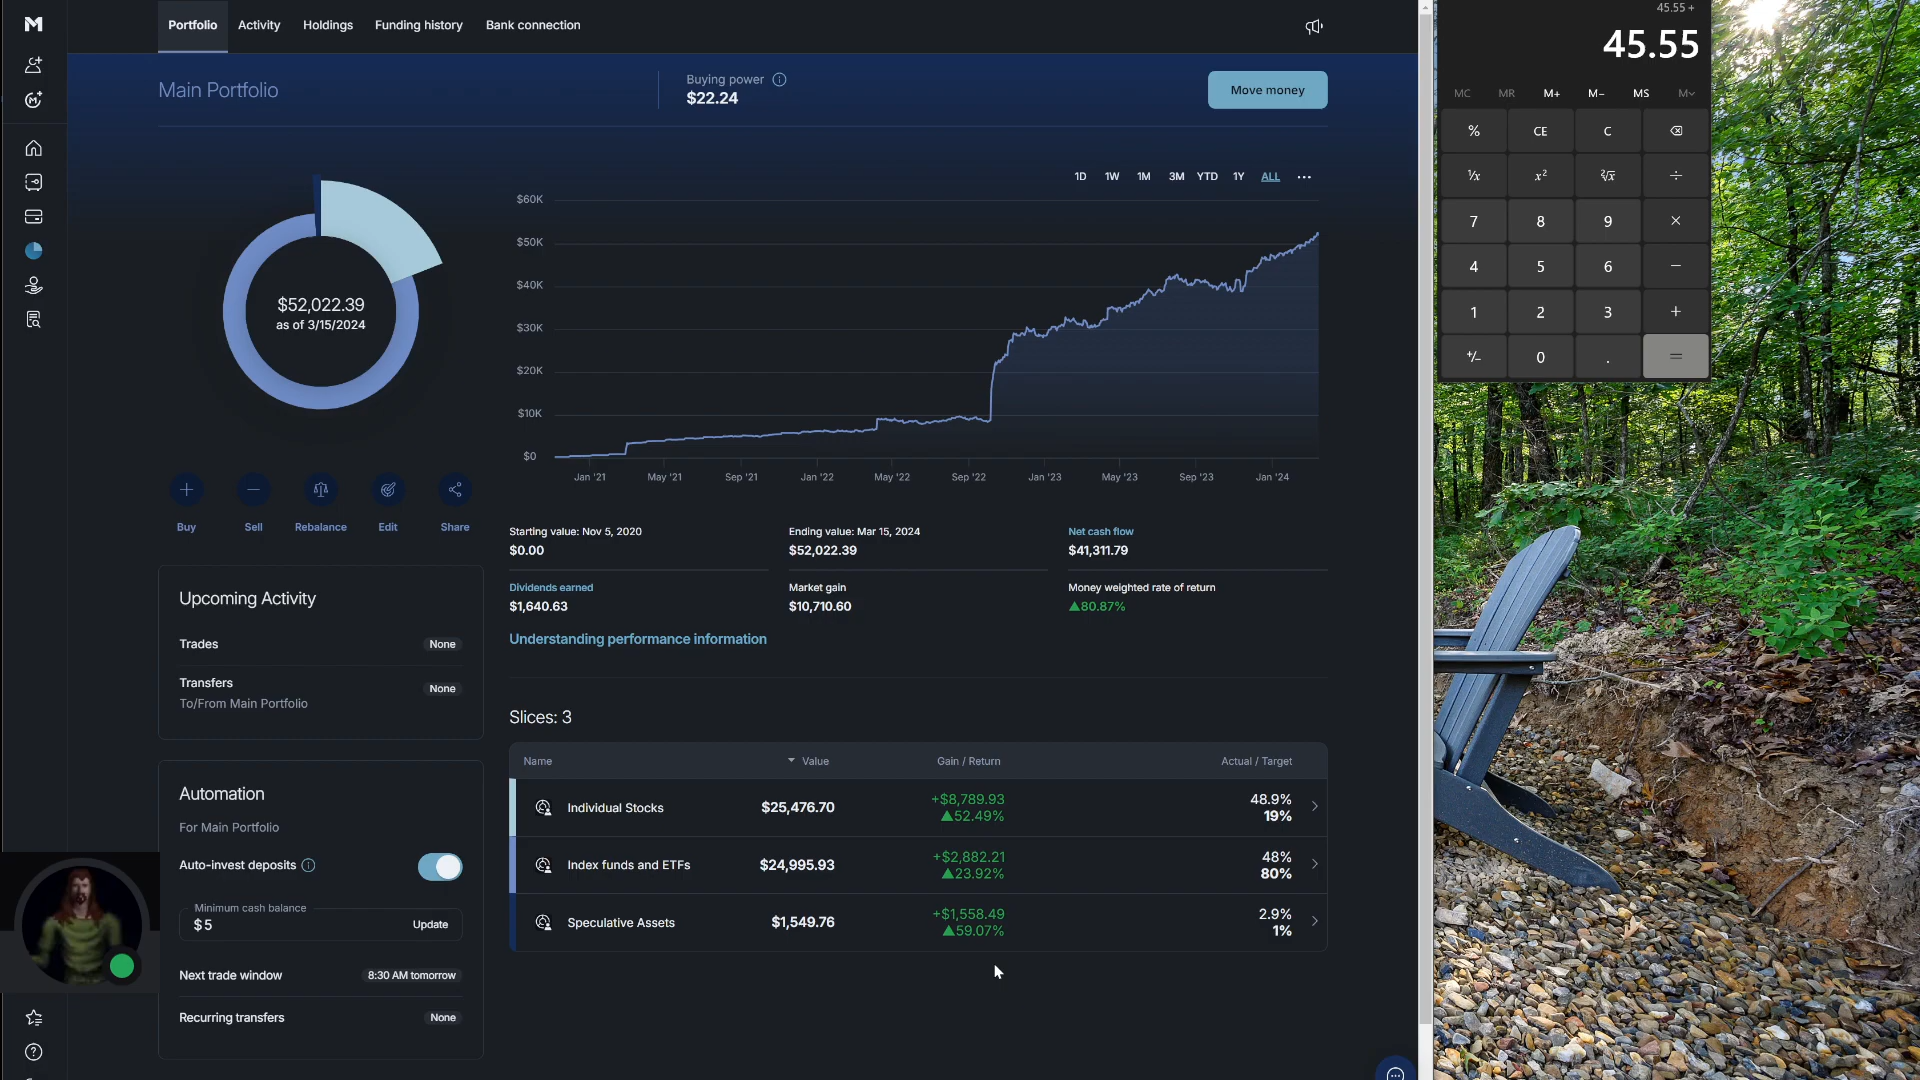 Portfolio Activity Holdings Funding history Bank connection
Main Portfolio
Buying power
$22.24
Move money
1D 1W 1M 3M YTD 1Y ALL
$60K
$50K
$40K
$30K
$20K
$10K
$0
Jan '21 May '21 Sep '21 Jan '22 May '22 Sep '22 Jan '23 May '23 Sep '23 Jan '24
$52,022.39
as of 3/15/2024
Buy Sell Rebalance Edit Share
Starting value: Nov 5, 2020
$0.00
Ending value: Mar 15, 2024
$52,022.39
Net cash flow
$41,311.79
Dividends earned
$1,640.63
Market gain
$10,710.60
Money weighted rate of return
▲80.87%
Understanding performance information
Upcoming Activity
Trades None
Transfers None
To/From Main Portfolio
Automation
For Main Portfolio
Auto-invest deposits
Minimum cash balance
$5 Update
Next trade window 8:30 AM tomorrow
Recurring transfers None
Slices: 3
Name Value Gain / Return Actual / Target
Individual Stocks $25,476.70 +$8,789.93 48.9%
▲52.49% 19%
Index funds and ETFs $24,995.93 +$2,882.21 48%
▲23.92% 80%
Speculative Assets $1,549.76 +$1,558.49 2.9%
▲59.07% 1%
45.55 +
45.55
MC MR M+ M− MS M˅
% CE C ⌫
¹/x x² ²√x ÷
7 8 9 ×
4 5 6 −
1 2 3 +
+/− 0 . =